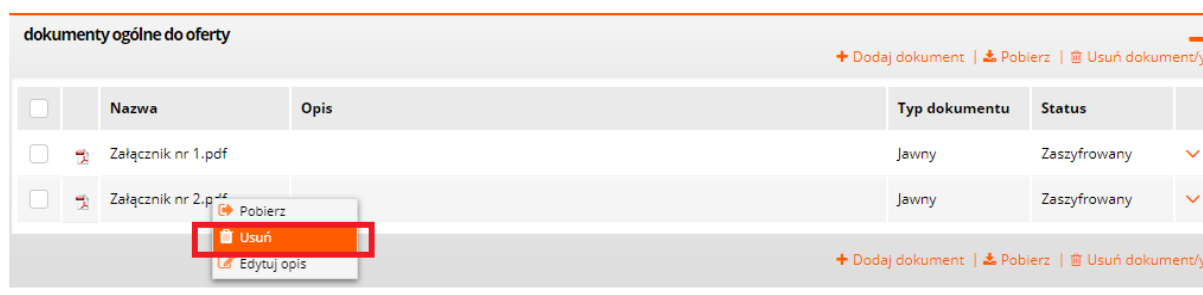 dokumenty ogólne do oferty
Dodaj dokument | Pobierz | Usuń dokument/y
Nazwa Opis Typ dokumentu Status
Załącznik nr 1.pdf Jawny Zaszyfrowany
Załącznik nr 2.pdf Jawny Zaszyfrowany
Pobierz
Usuń
Edytuj opis
Dodaj dokument | Pobierz | Usuń dokument/y